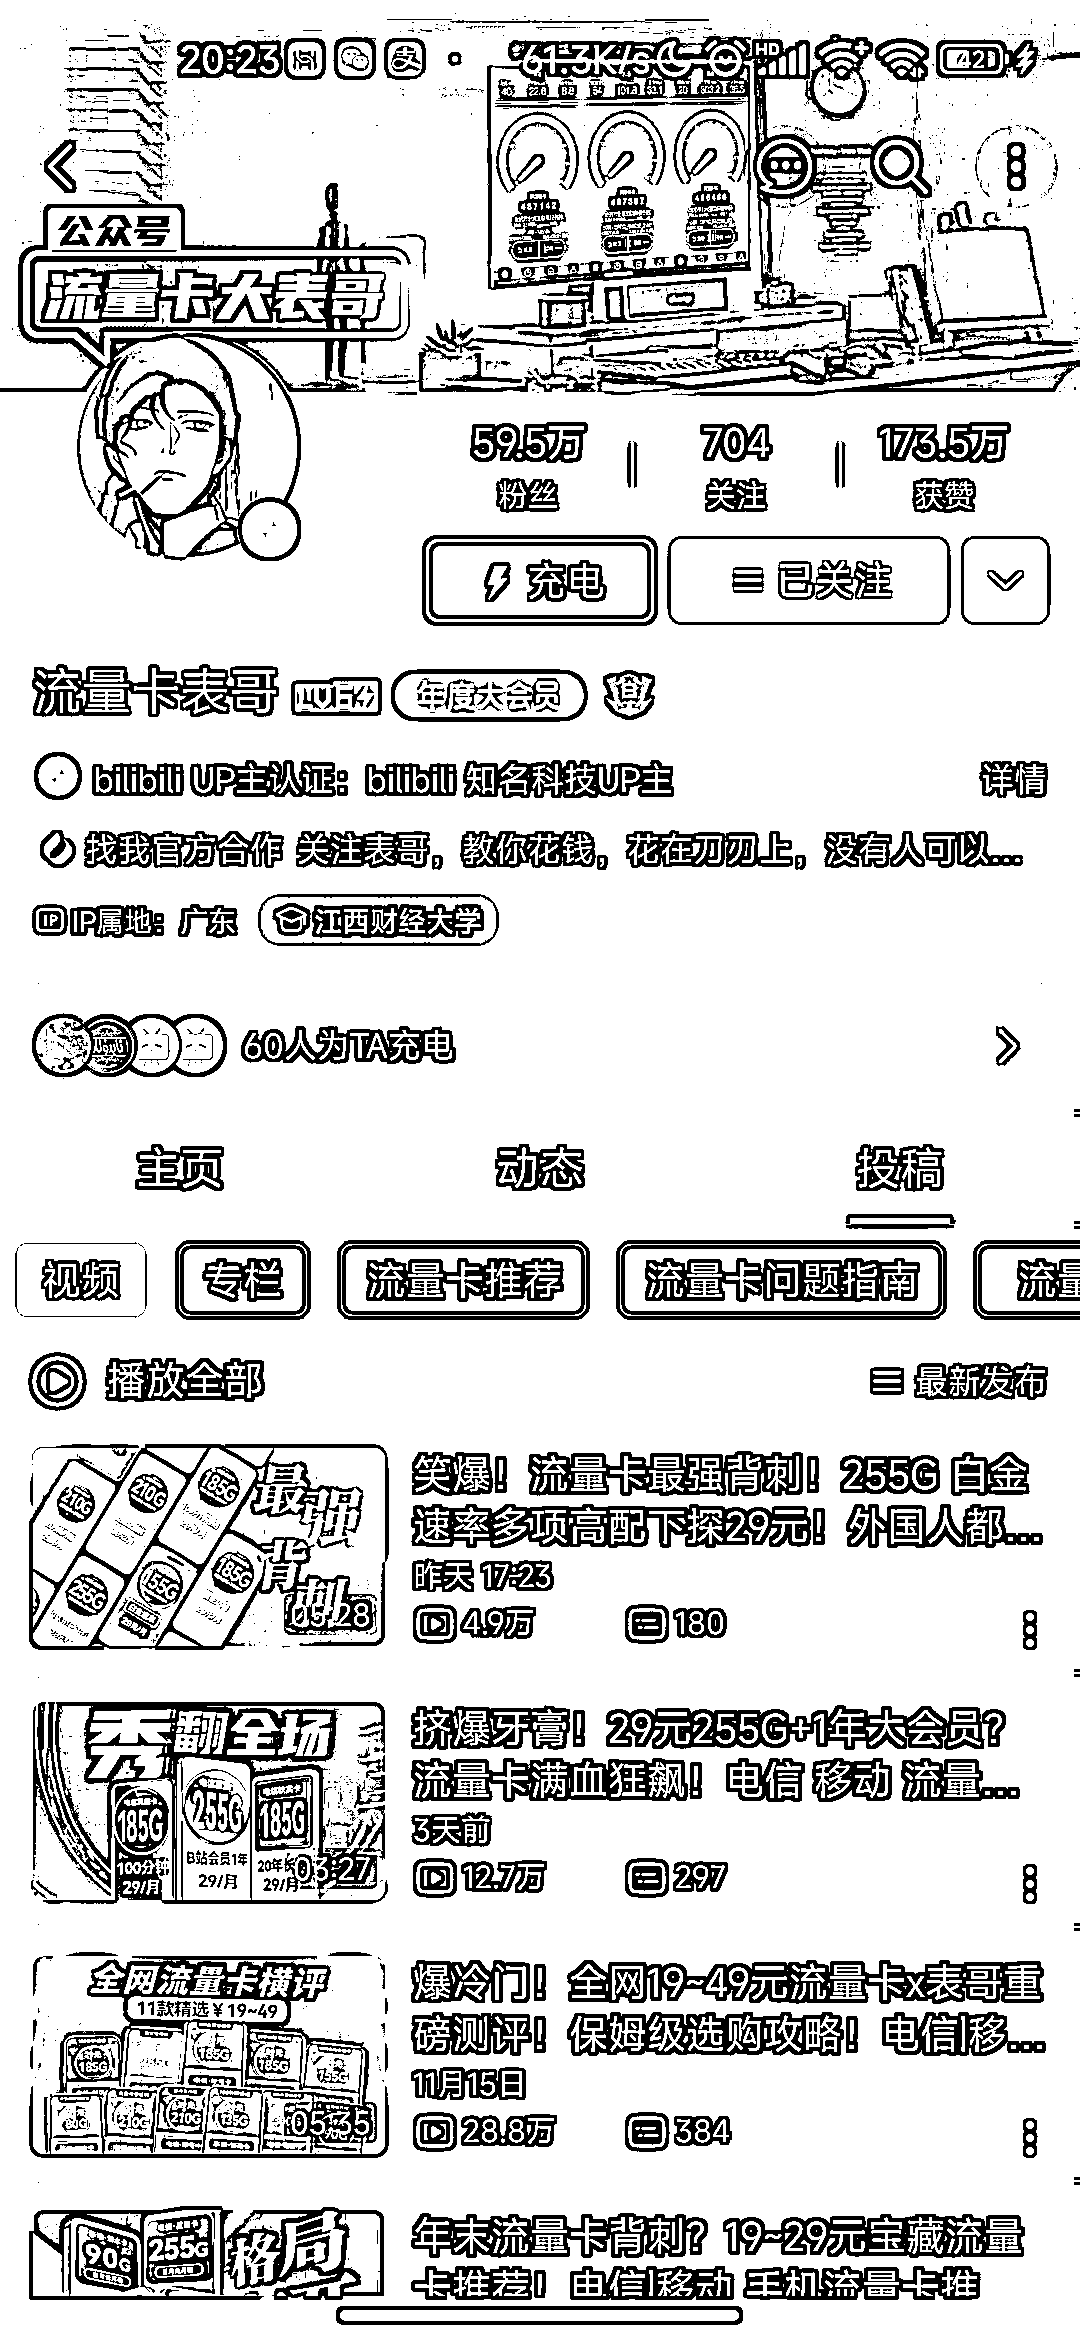 20:23
61.3K/s
HD
42
公众号
流量卡大表哥
59.5万
704
173.5万
粉丝
关注
获赞
充电
已关注
流量卡表哥
年度大会员
bilibili UP主认证：bilibili 知名科技UP主
详情
找我官方合作 关注表哥，教你花钱，花在刀刃上，没有人可以...
IP属地：广东
江西财经大学
60人为TA充电
主页
动态
投稿
视频
专栏
流量卡推荐
流量卡问题指南
流量
播放全部
最新发布
210G
210G
185G
最强
背刺
255G
155G
185G
05:28
笑爆！流量卡最强背刺！255G 白金
速率多项高配下探29元！外国人都...
昨天 17:23
4.9万
180
秀翻全场
185G
255G
185G
100分钟
B站会员1年
29/月
29/月
29/月
03:27
挤爆牙膏！29元255G+1年大会员？
流量卡满血狂飙！电信 移动 流量...
3天前
12.7万
297
全网流量卡横评
11款精选￥19~49
05:35
爆冷门！全网19~49元流量卡x表哥重
磅测评！保姆级选购攻略！电信|移...
11月15日
28.8万
384
90G
255G
格局
年末流量卡背刺？19~29元宝藏流量
卡推荐！电信|移动 手机流量卡推